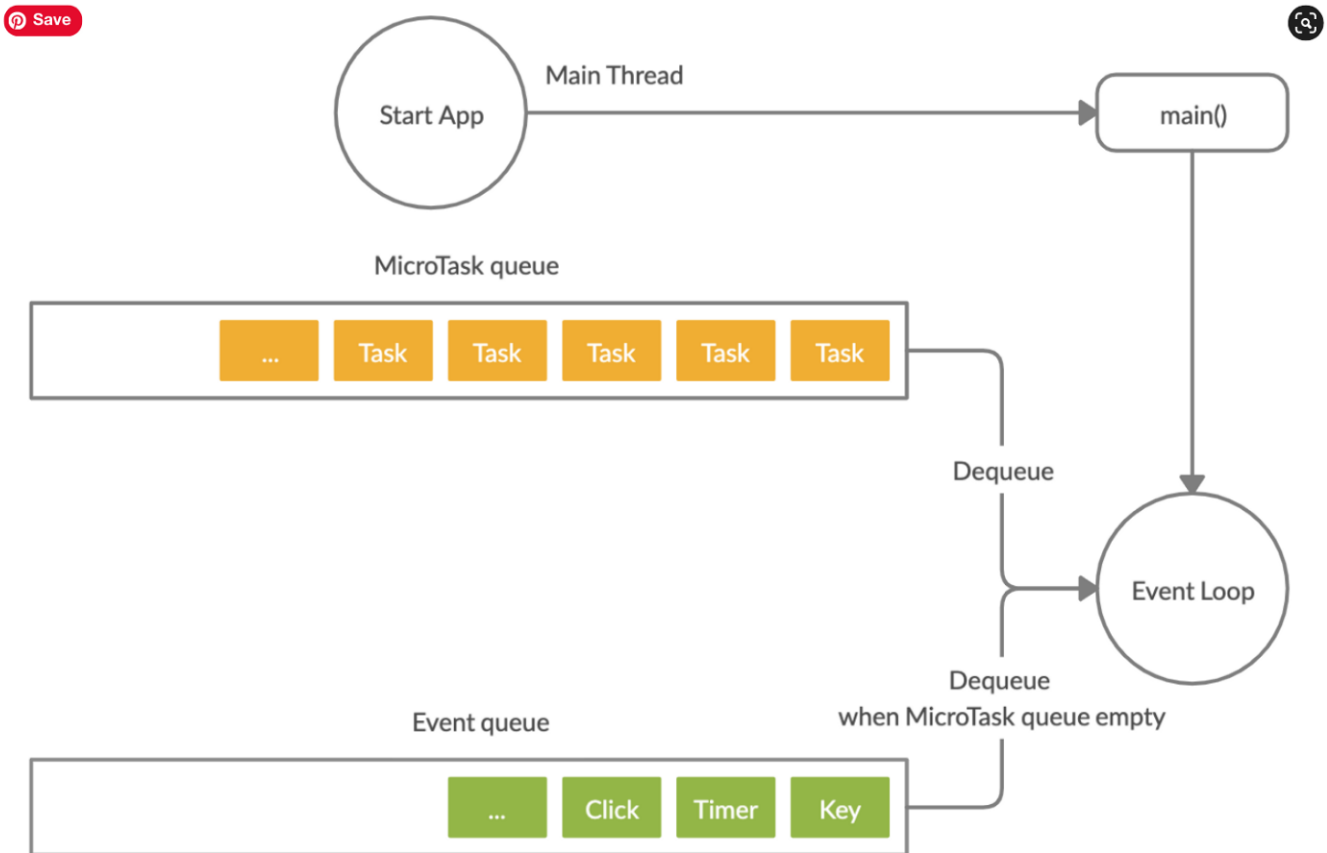 Save
Main Thread
Start App
main()
MicroTask queue
... Task Task Task Task Task
Dequeue
Event Loop
Dequeue
when MicroTask queue empty
Event queue
... Click Timer Key